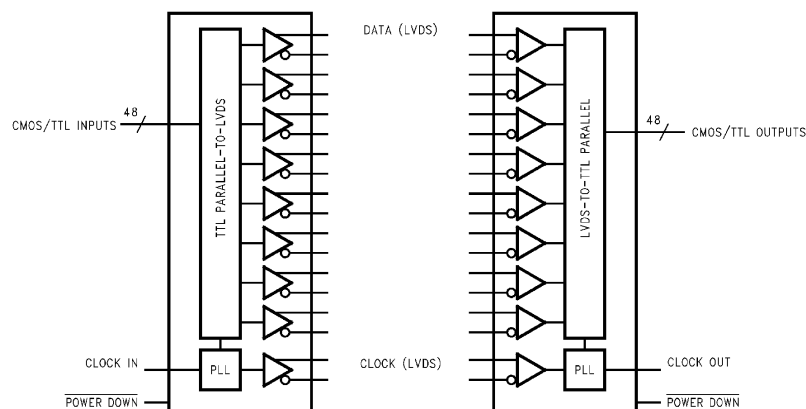 DATA (LVDS)
48
CMOS/TTL INPUTS
TTL PARALLEL-TO-LVDS
LVDS-TO-TTL PARALLEL
48
CMOS/TTL OUTPUTS
CLOCK IN
PLL
CLOCK (LVDS)
PLL
CLOCK OUT
POWER DOWN
POWER DOWN